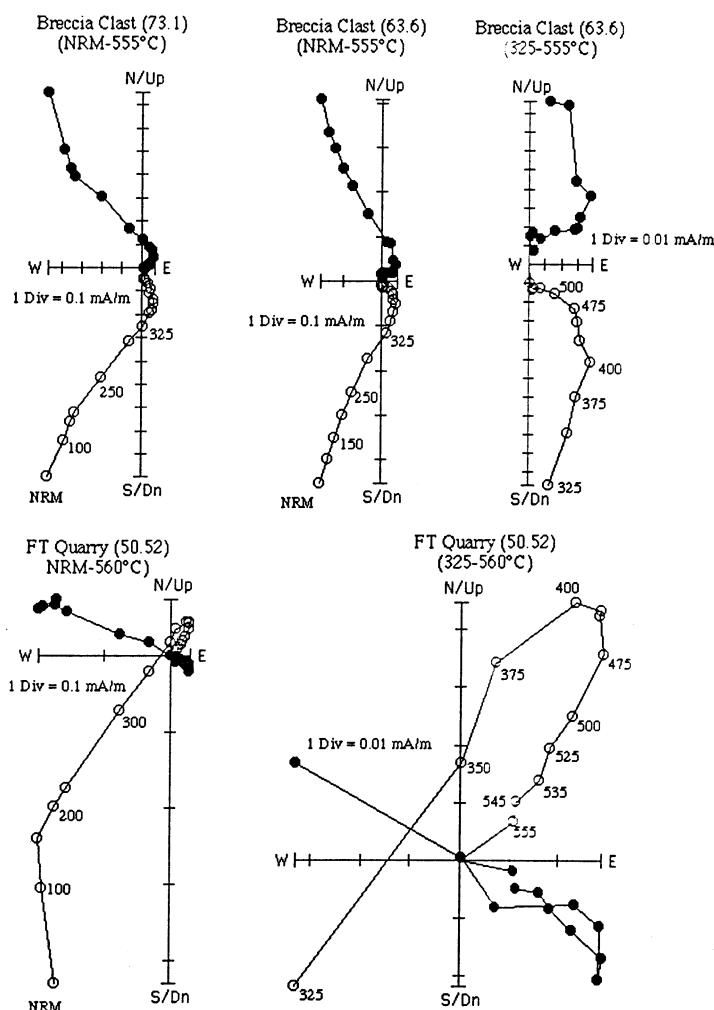 Breccia Clast (73.1)
(NRM-555°C)
N/Up
W
E
1 Div = 0.1 mA/m
325
250
100
NRM
S/Dn
Breccia Clast (63.6)
(NRM-555°C)
N/Up
W
E
1 Div = 0.1 mA/m
325
250
150
NRM
S/Dn
Breccia Clast (63.6)
(325-555°C)
N/Up
1 Div = 0.01 mA/m
W
E
500
475
400
375
325
S/Dn
FT Quarry (50.52)
NRM-560°C)
N/Up
W
E
1 Div = 0.1 mA/m
300
200
100
NRM
S/Dn
FT Quarry (50.52)
(325-560°C)
N/Up
400
375
475
1 Div = 0.01 mA/m
500
350
525
535
545
555
W
E
325
S/Dn